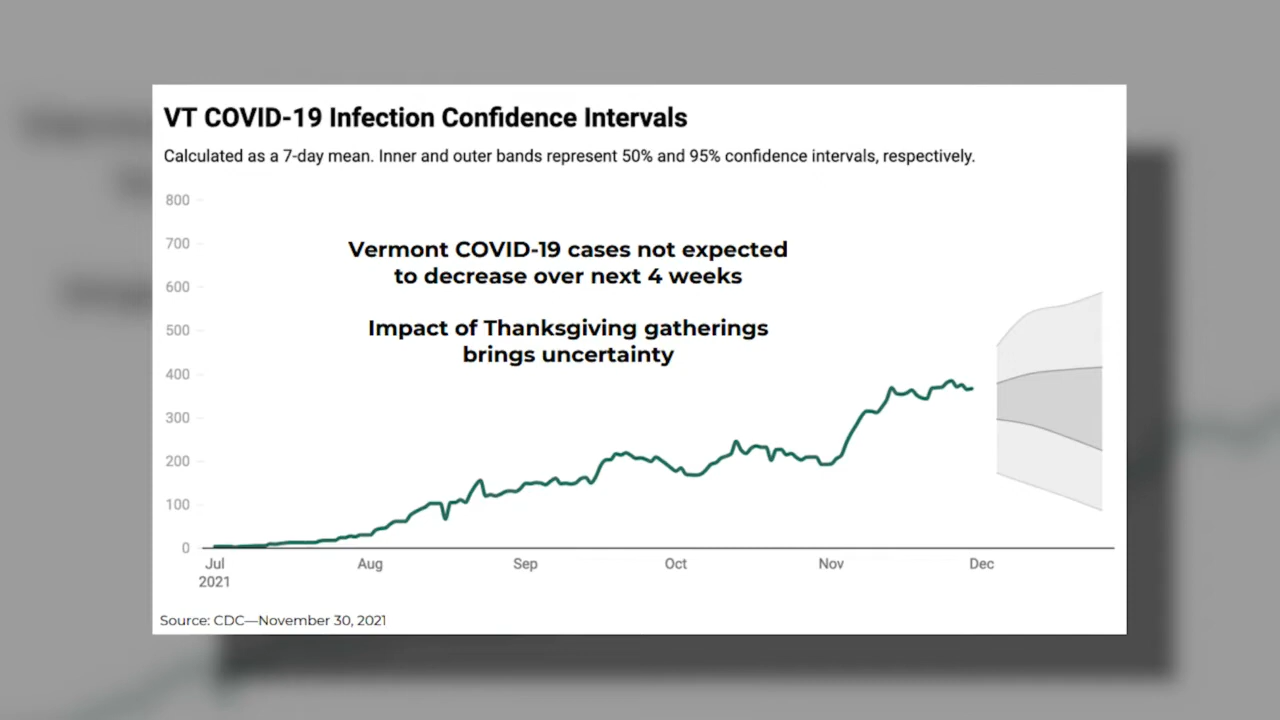 VT COVID-19 Infection Confidence Intervals
Calculated as a 7-day mean. Inner and outer bands represent 50% and 95% confidence intervals, respectively.
800
700
Vermont COVID-19 cases not expected
to decrease over next 4 weeks
600
500
Impact of Thanksgiving gatherings
brings uncertainty
400
300
200
100
0
Jul Aug Sep Oct Nov Dec
2021
Source: CDC—November 30, 2021